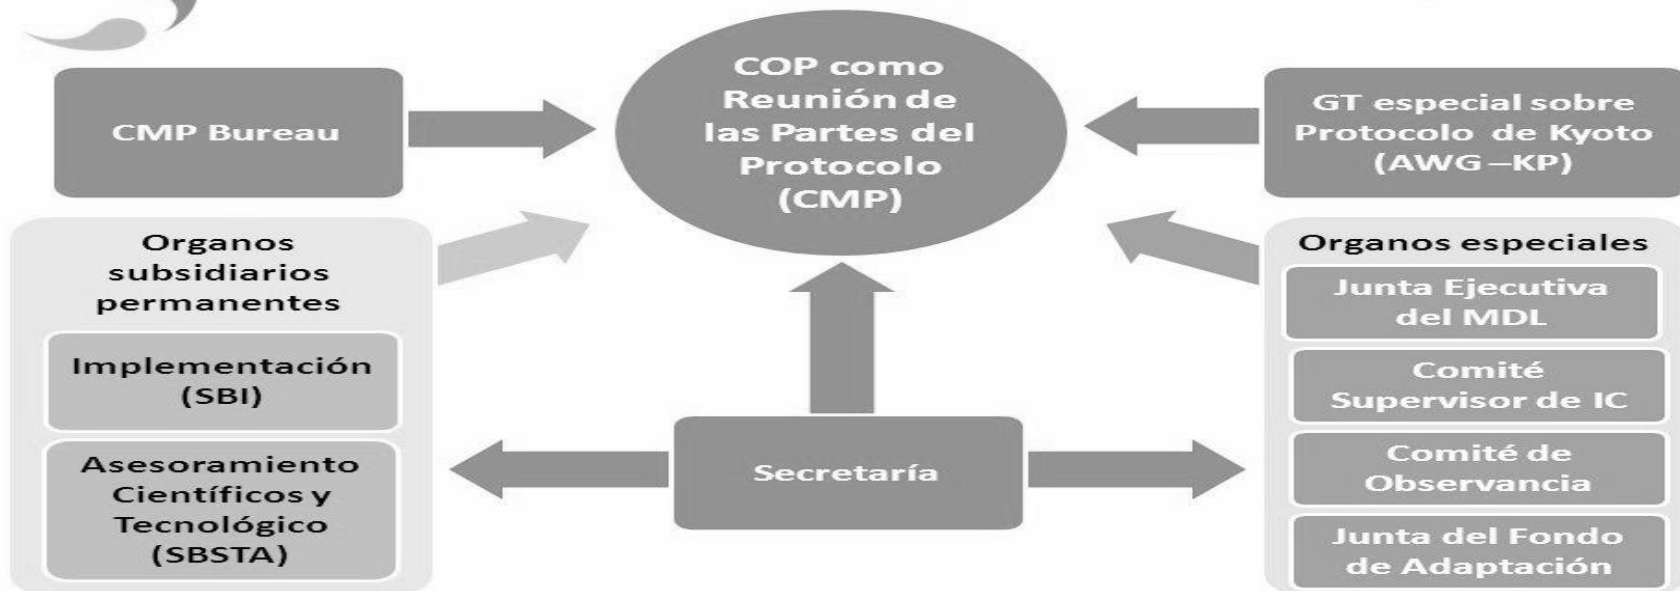 CMP Bureau
COP como
Reunión de
las Partes del
Protocolo
(CMP)
GT especial sobre
Protocolo de Kyoto
(AWG –KP)
Organos
subsidiarios
permanentes
Implementación
(SBI)
Asesoramiento
Científicos y
Tecnológico
(SBSTA)
Secretaría
Organos especiales
Junta Ejecutiva
del MDL
Comité
Supervisor de IC
Comité de
Observancia
Junta del Fondo
de Adaptación